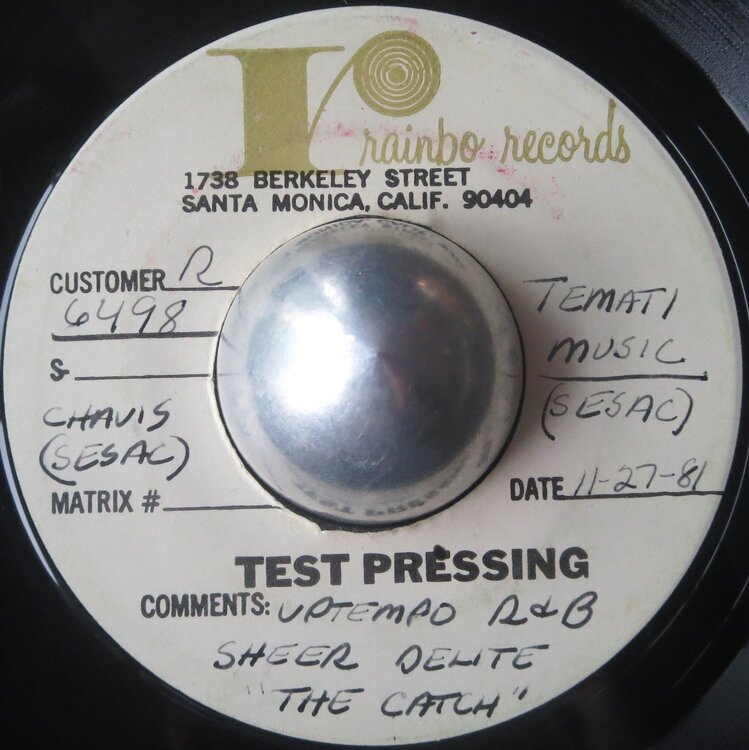 rainbo records
1738 BERKELEY STREET
SANTA MONICA, CALIF. 90404
CUSTOMER R
6498
&
CHAVIS
(SESAC)
MATRIX #
TEMATI
MUSIC
(SESAC)
DATE 11-27-81
TEST PRESSING
COMMENTS: UPTEMPO R&B
SHEER DELITE
"THE CATCH"